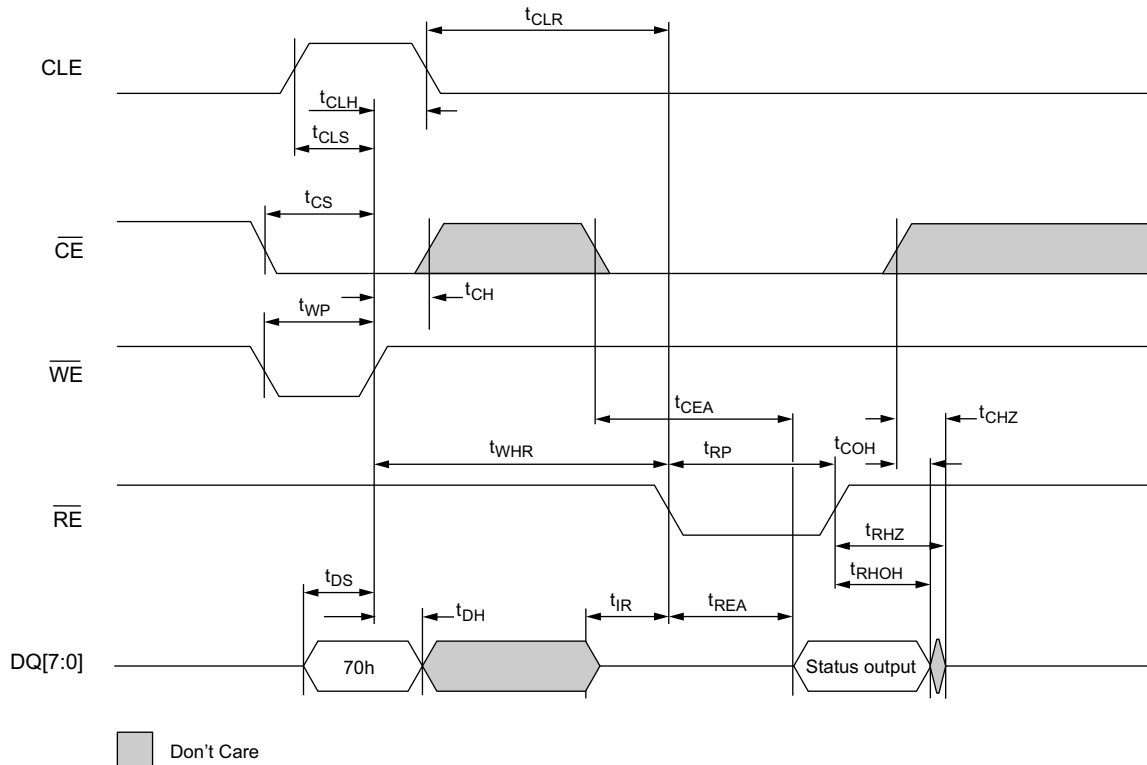 tCLR
CLE
tCLH
tCLS
tCS
CE
tCH
tWP
WE
tCEA
tCHZ
tCOH
tWHR
tRP
RE
tRHZ
tDS
tRHOH
tIR
tREA
tDH
DQ[7:0]
70h
Status output
Don't Care